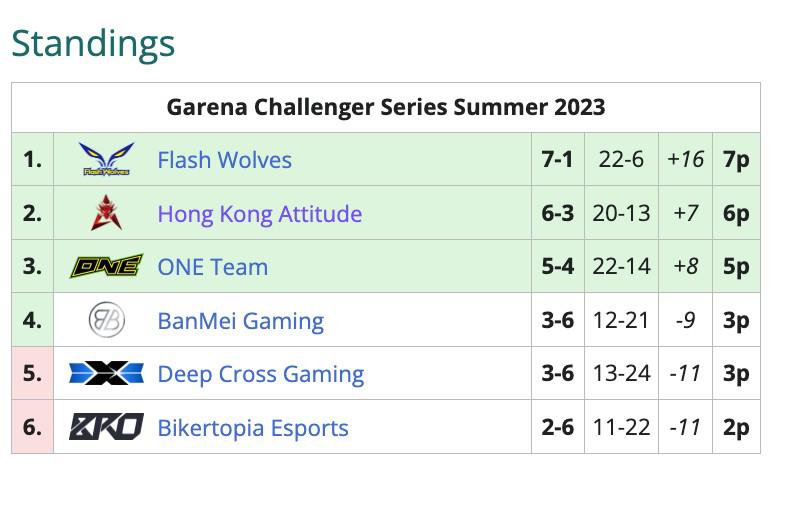 Standings
Garena Challenger Series Summer 2023
1. Flash Wolves Flash Wolves 7-1 22-6 +16 7p
2. Hong Kong Attitude 6-3 20-13 +7 6p
3. ONE ONE Team 5-4 22-14 +8 5p
4. BanMei Gaming 3-6 12-21 -9 3p
5. Deep Cross Gaming 3-6 13-24 -11 3p
6. BRO Bikertopia Esports 2-6 11-22 -11 2p